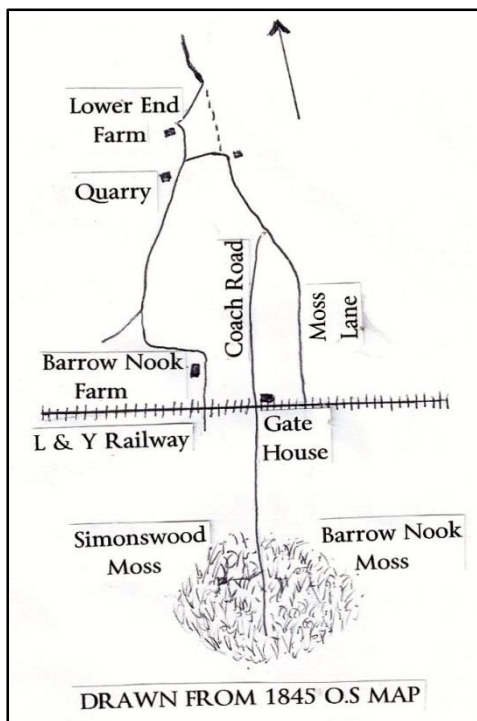 Lower End
Farm
Quarry
Coach Road
Moss
Lane
Barrow Nook
Farm
L & Y Railway
Gate
House
Simonswood
Moss
Barrow Nook
Moss
DRAWN FROM 1845 O.S MAP